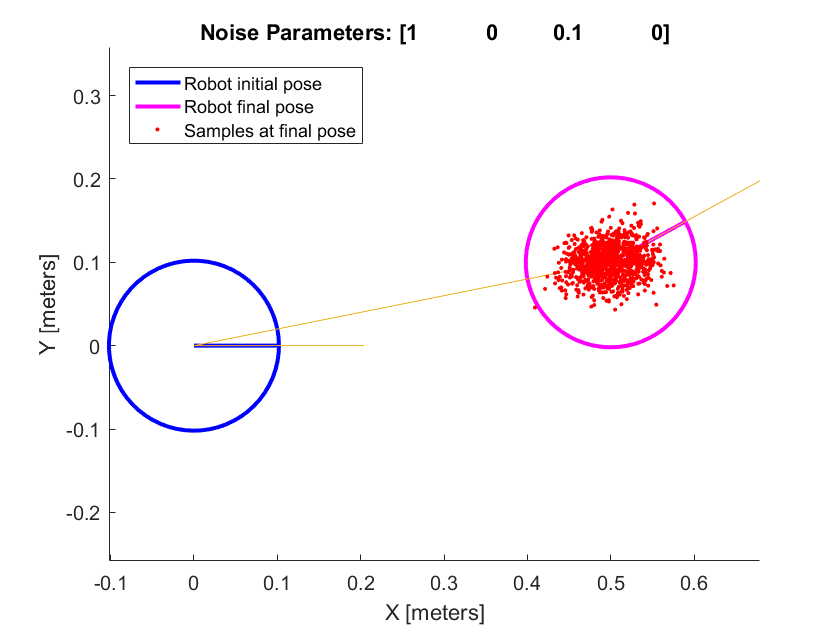 Noise Parameters: [1 0 0.1 0]
Robot initial pose
Robot final pose
Samples at final pose
0.3
0.2
0.1
0
-0.1
-0.2
Y [meters]
-0.1 0 0.1 0.2 0.3 0.4 0.5 0.6
X [meters]